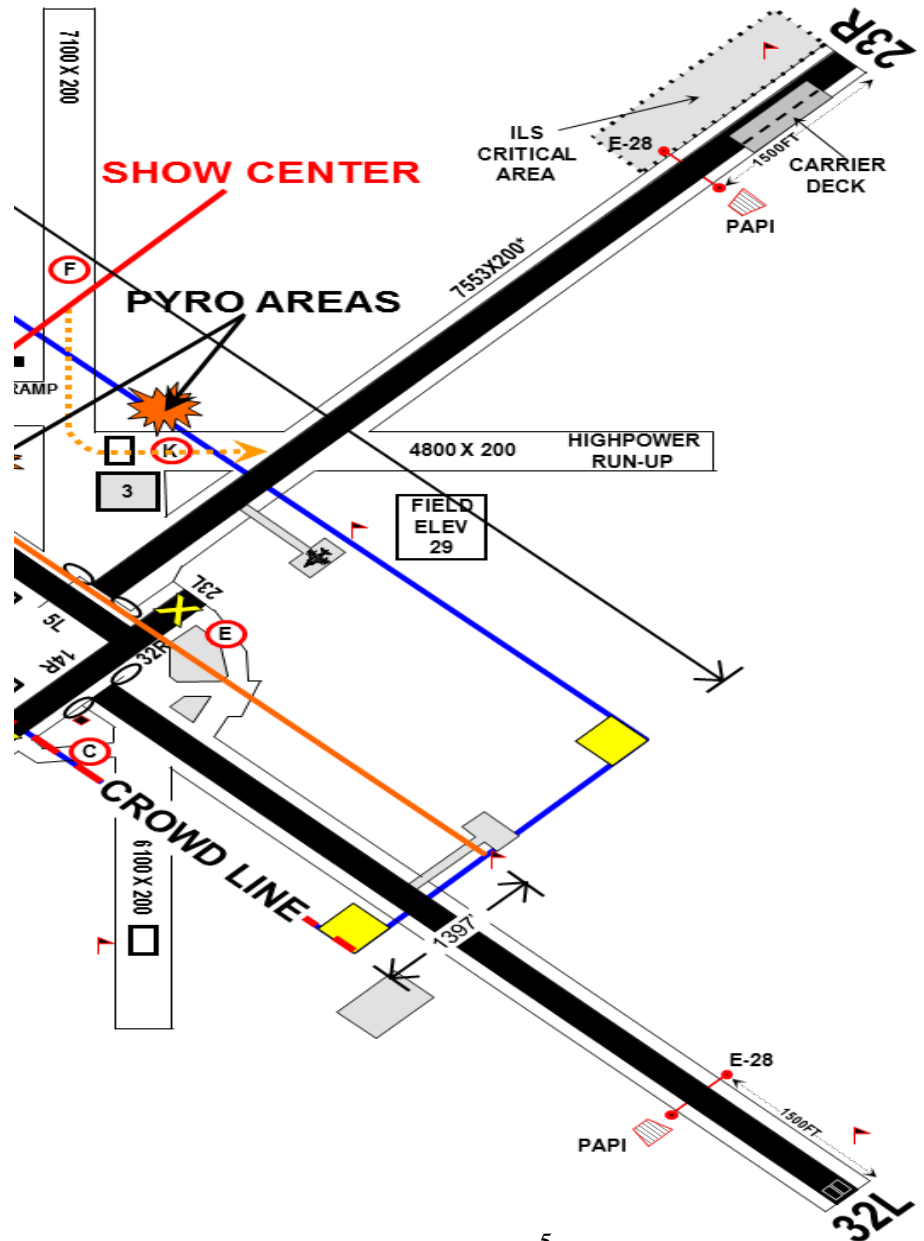 7100 X 200
23R
ILS
CRITICAL
AREA
E-28
1500FT
CARRIER
DECK
PAPI
SHOW CENTER
F
7553X200*
PYRO AREAS
RAMP
K
4800 X 200
HIGHPOWER
RUN-UP
3
FIELD
ELEV
29
23L
5L
X
E
14R
32R
C
CROWD LINE
6100 X 200
1397'
E-28
1500FT
PAPI
32L
5